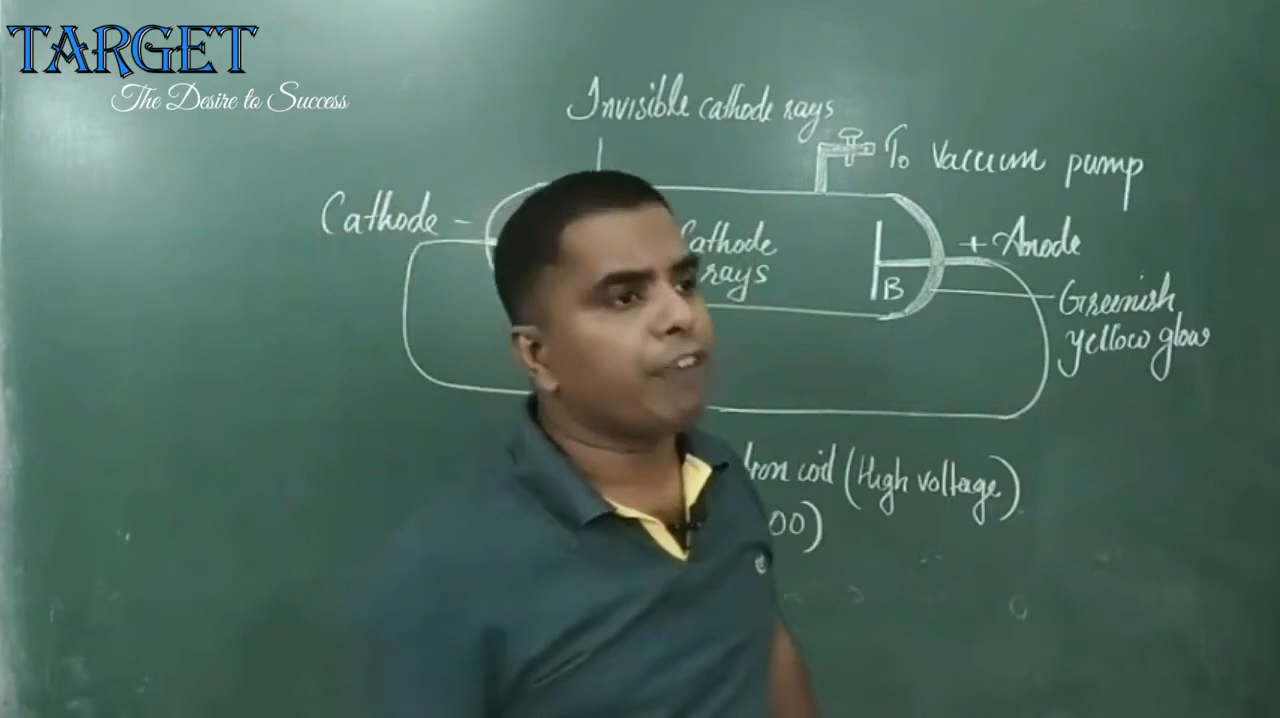 TARGET
The Desire to Success
Invisible cathode rays
To Vaccum pump
Cathode -
+ Anode
Cathode
rays
B
Greenish
yellow glow
coil (High voltage)
00)